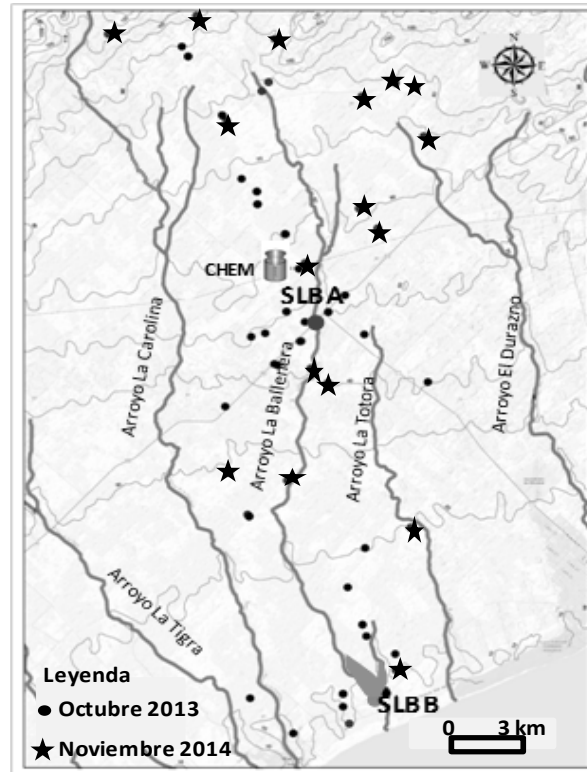 N
CHEM
SLBA
Arroyo La Carolina
Arroyo La Ballenera
Arroyo La Totora
Arroyo El Durazno
Arroyo La Tigra
SLBB
Leyenda
Octubre 2013
Noviembre 2014
0 3 km